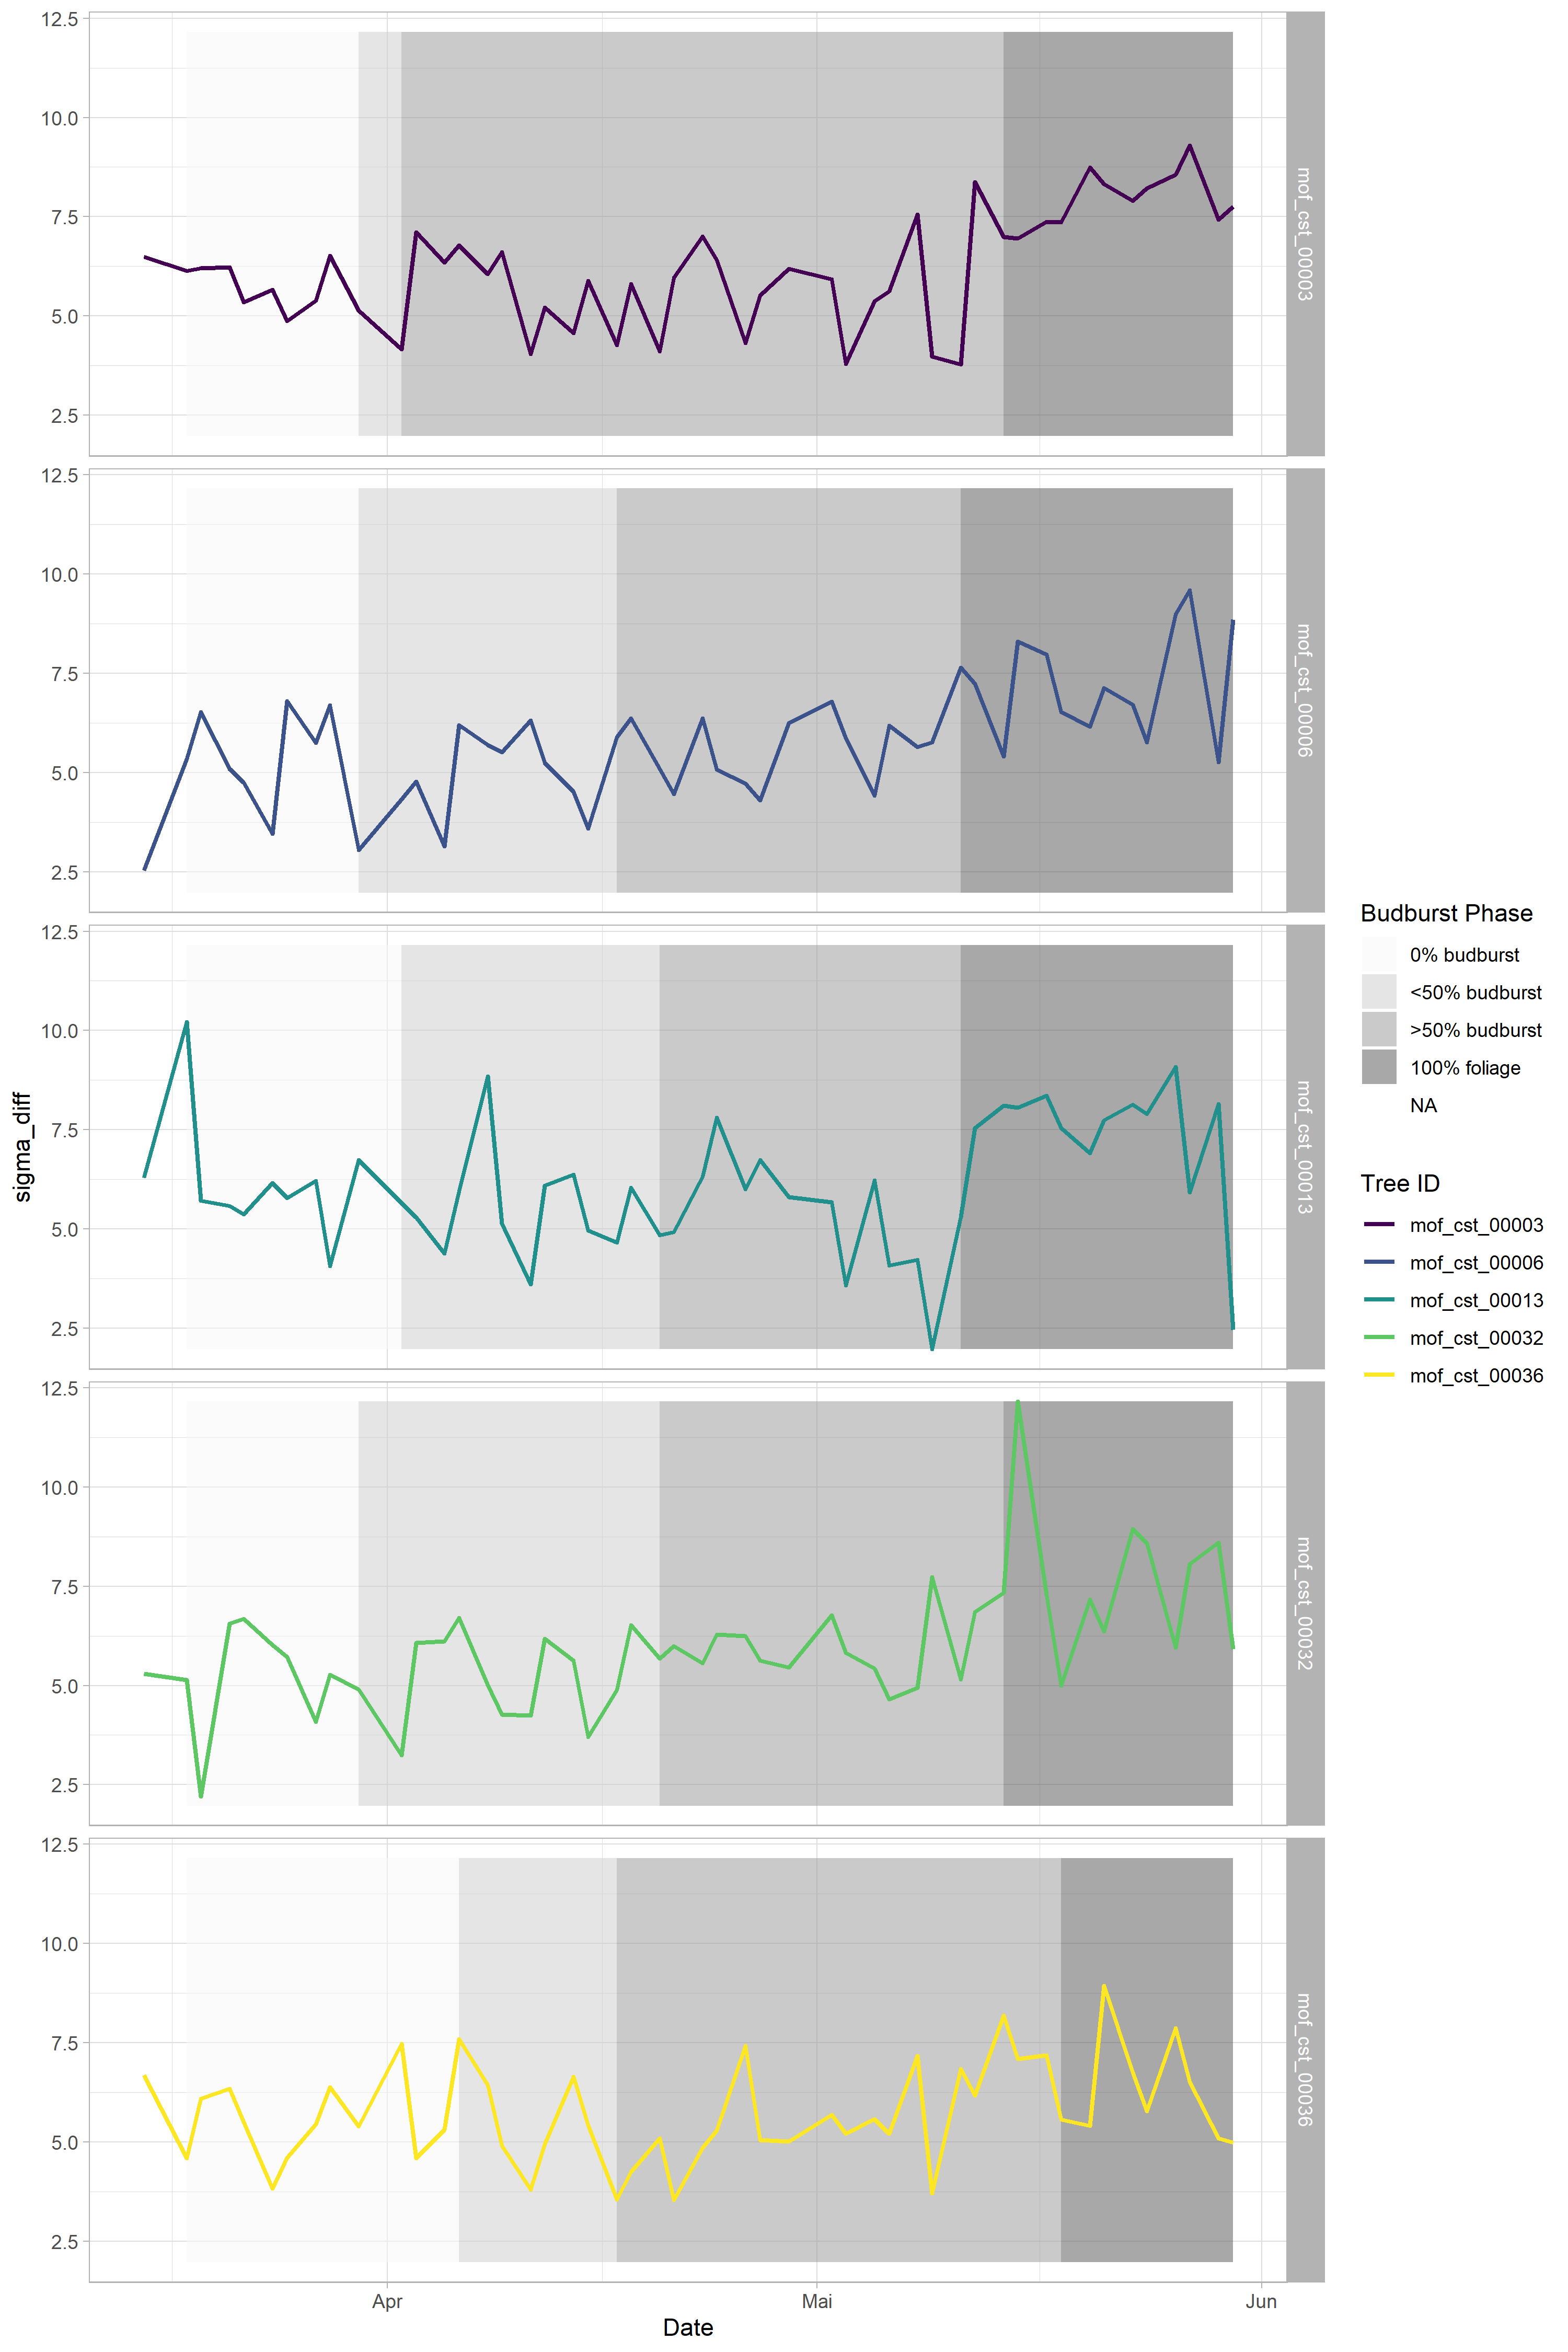 12.5
10.0
7.5
5.0
2.5
mof_cst_00003
12.5
10.0
7.5
5.0
2.5
mof_cst_00006
12.5
10.0
7.5
5.0
2.5
mof_cst_00013
12.5
10.0
7.5
5.0
2.5
mof_cst_00032
12.5
10.0
7.5
5.0
2.5
mof_cst_00036
sigma_diff
Apr
Mai
Jun
Date
Budburst Phase
0% budburst
<50% budburst
>50% budburst
100% foliage
NA
Tree ID
mof_cst_00003
mof_cst_00006
mof_cst_00013
mof_cst_00032
mof_cst_00036